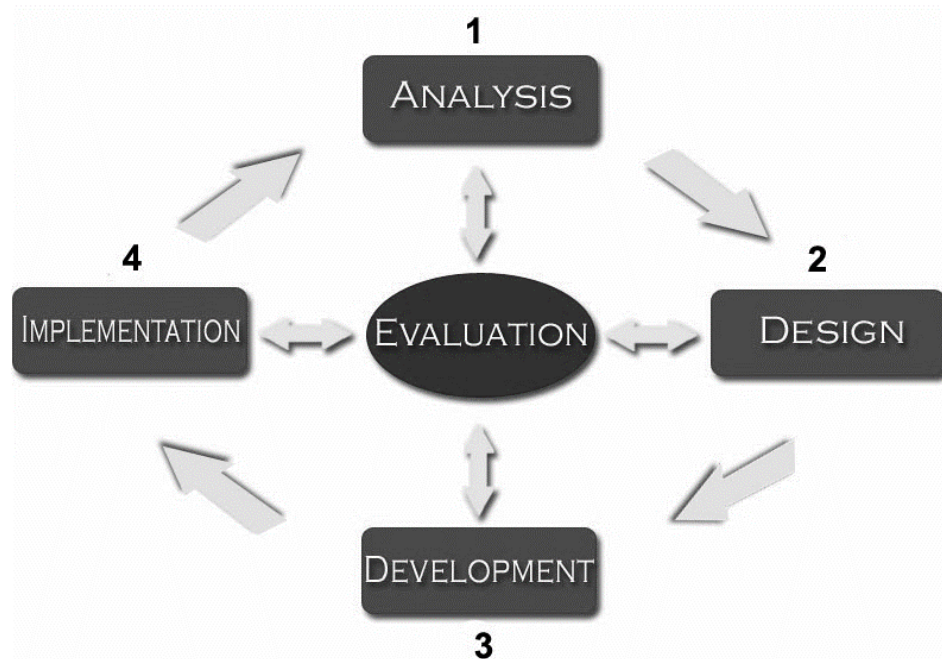 1
ANALYSIS
4
2
IMPLEMENTATION
EVALUATION
DESIGN
DEVELOPMENT
3